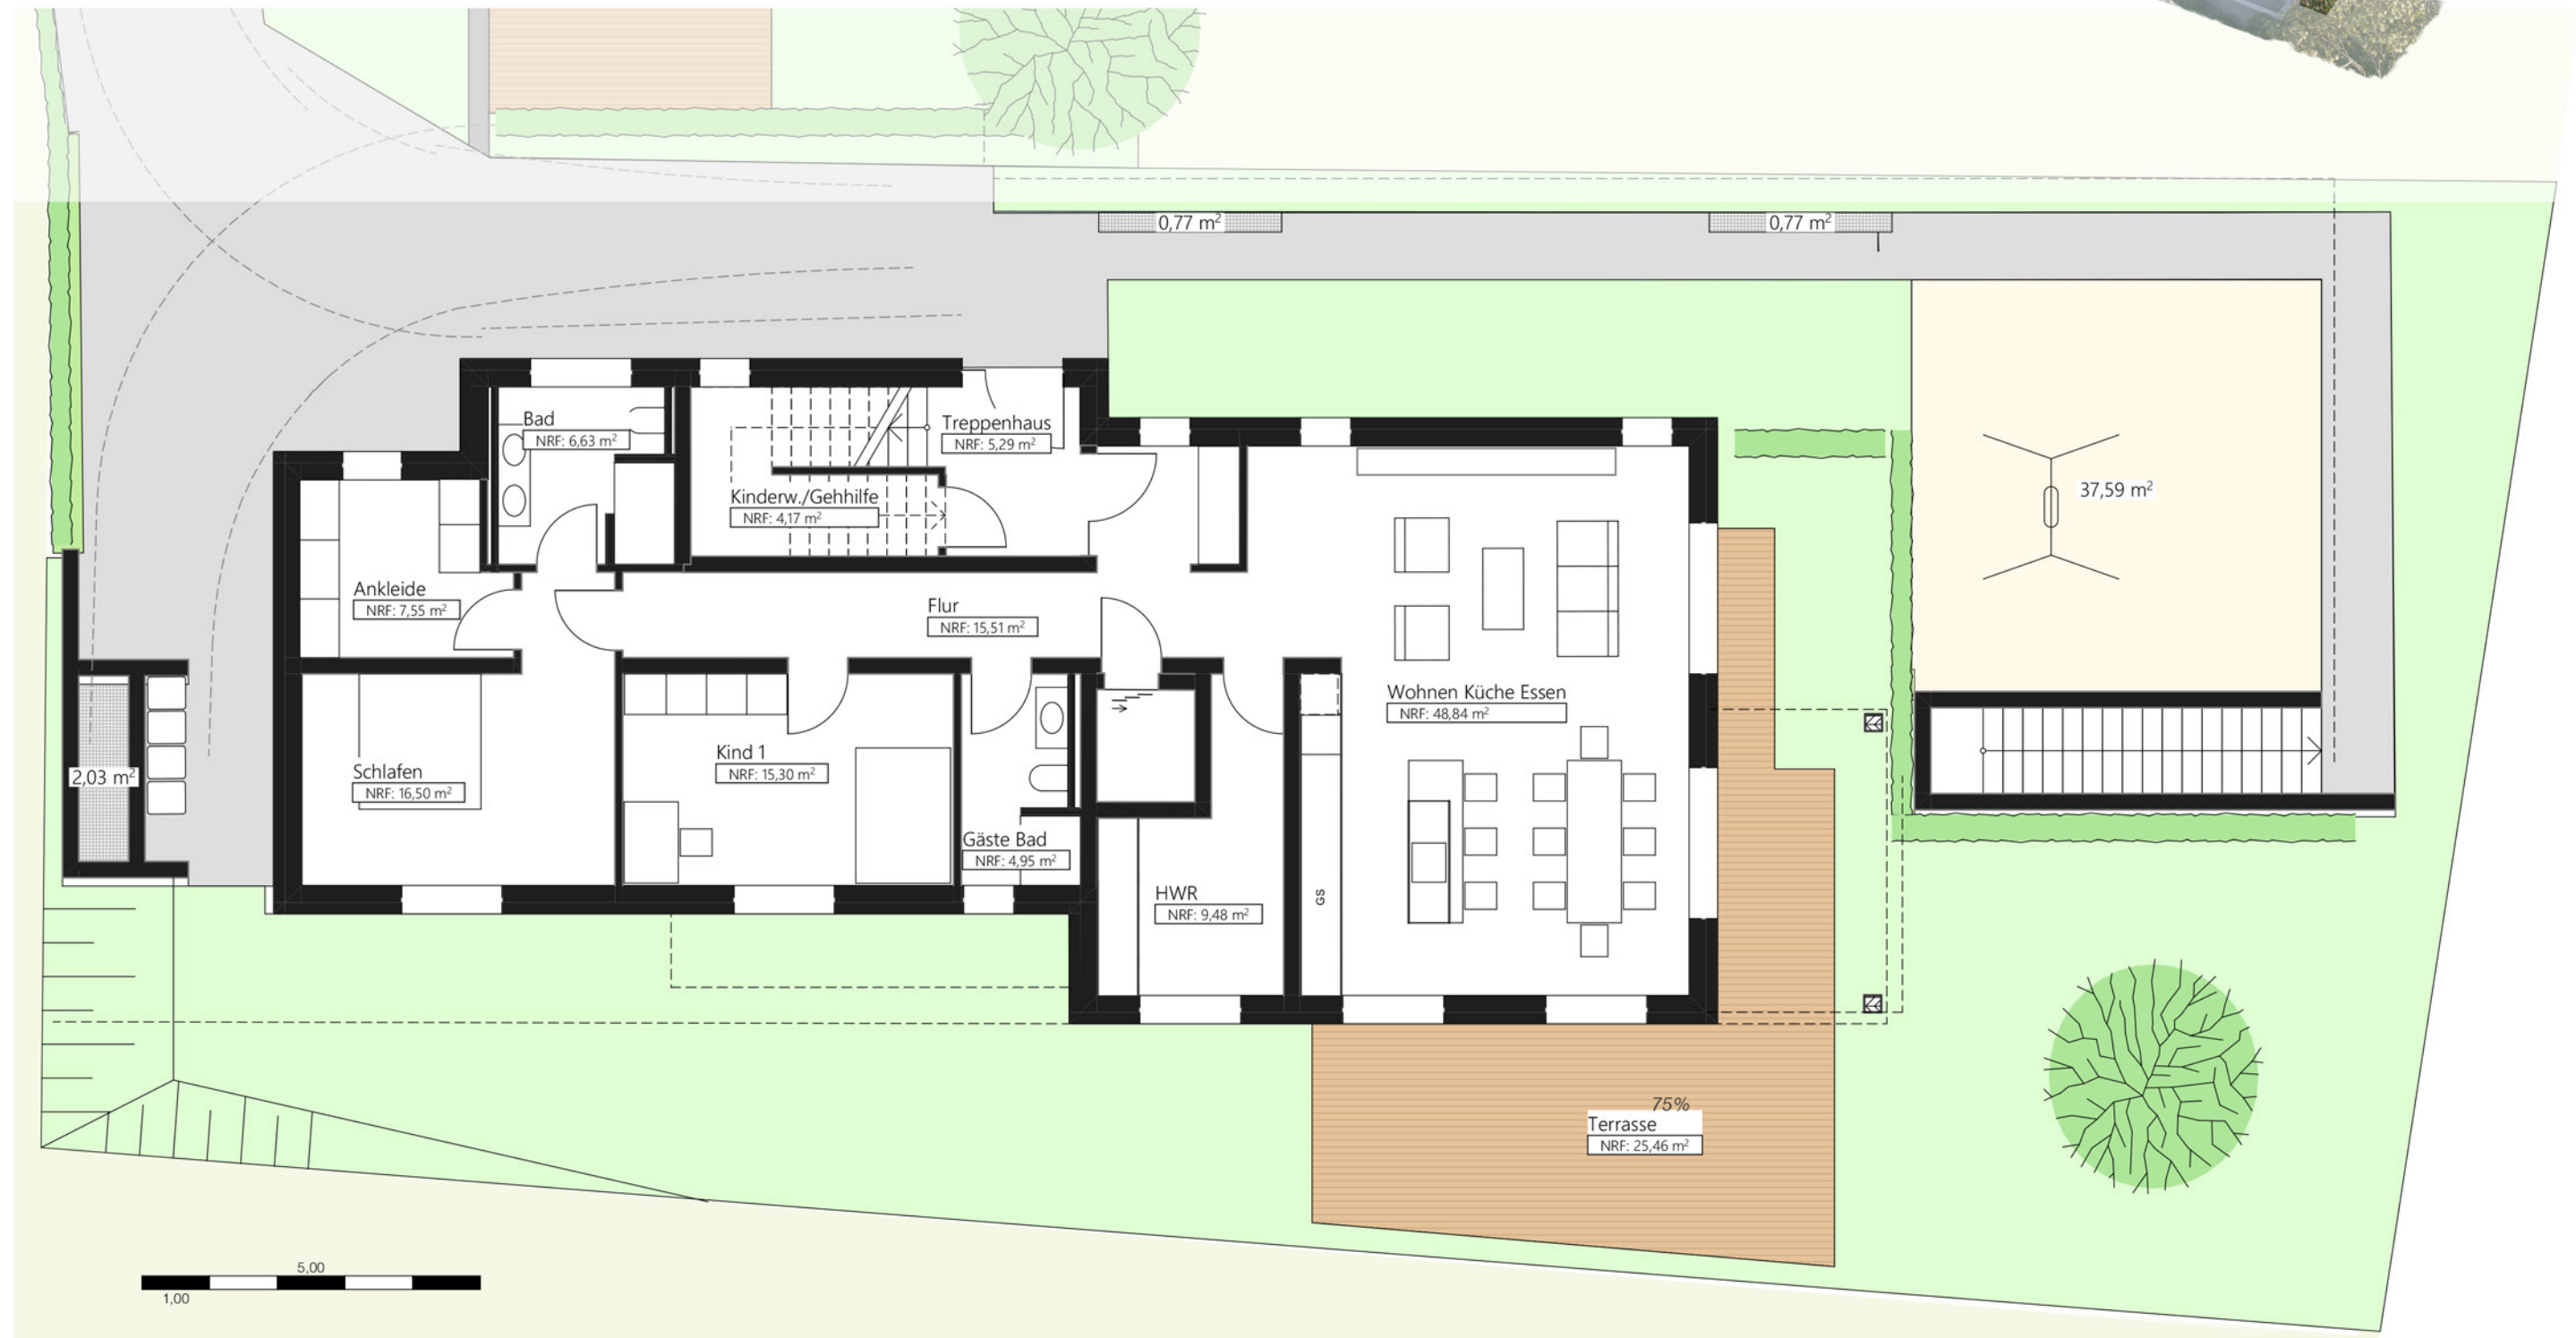 0,77 m²
0,77 m²
Bad
NRF: 6,63 m²
Treppenhaus
NRF: 5,29 m²
Kinderw./Gehhilfe
NRF: 4,17 m²
37,59 m²
Ankleide
NRF: 7,55 m²
Flur
NRF: 15,51 m²
Wohnen Küche Essen
NRF: 48,84 m²
Kind 1
NRF: 15,30 m²
Schlafen
NRF: 16,50 m²
2,03 m²
Gäste Bad
NRF: 4,95 m²
HWR
NRF: 9,48 m²
GS
75%
Terrasse
NRF: 25,46 m²
5,00
1,00